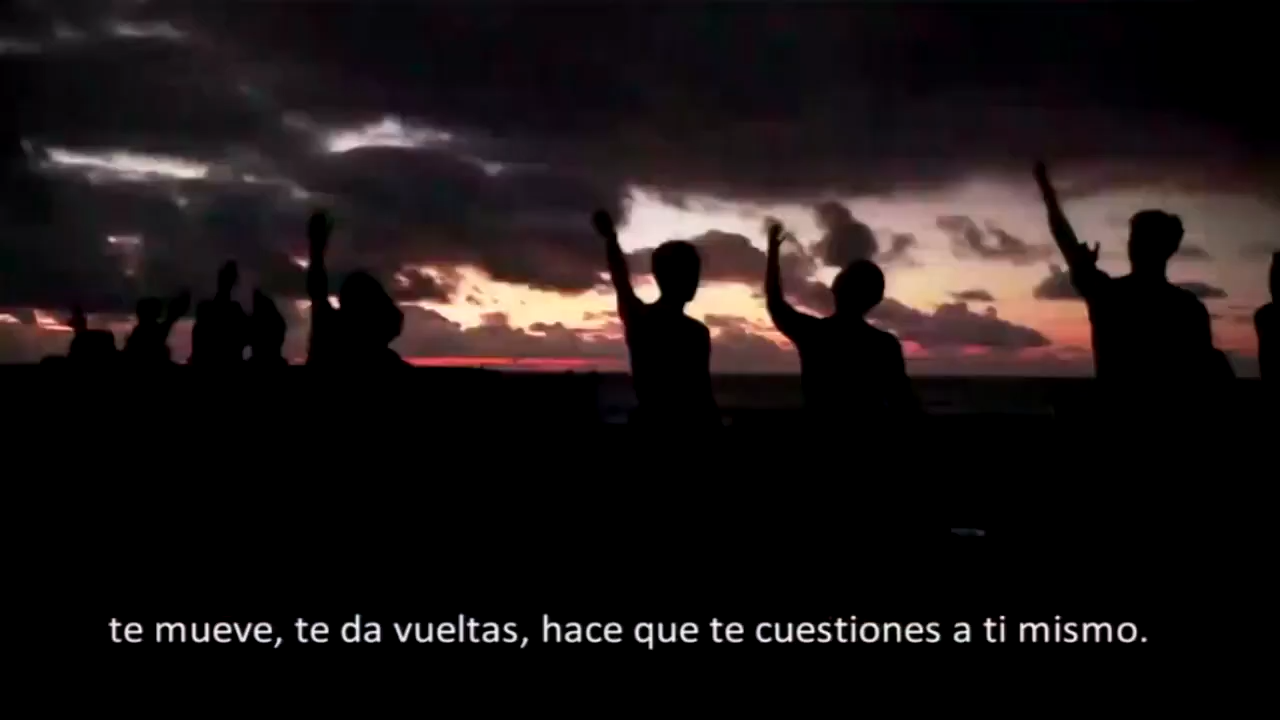 te mueve, te da vueltas, hace que te cuestiones a ti mismo.